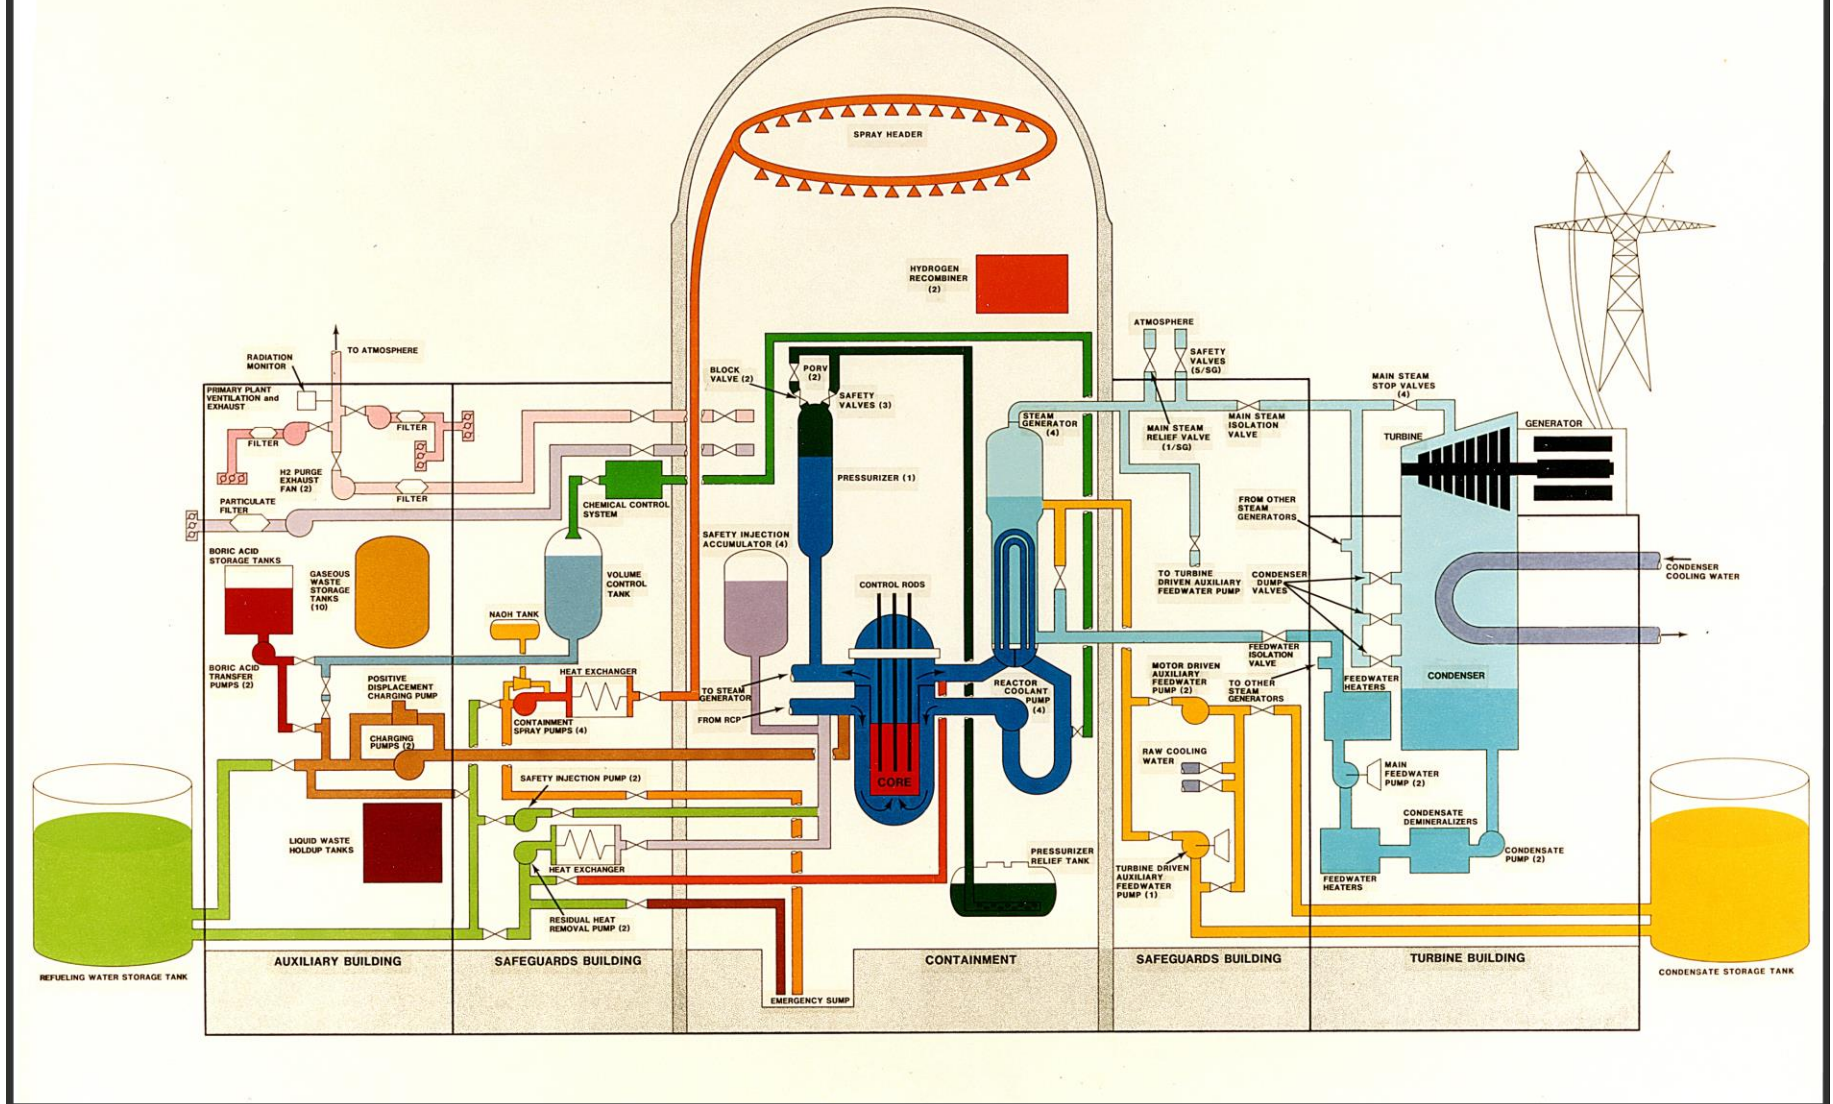 SPRAY HEADER
HYDROGEN
RECOMBINER
(2)
ATMOSPHERE
SAFETY
VALVES
(5/SG)
MAIN STEAM
STOP VALVES
(4)
TO ATMOSPHERE
RADIATION
MONITOR
PRIMARY PLANT
VENTILATION and
EXHAUST
BLOCK
VALVE (2)
PORV
(2)
SAFETY
VALVES (3)
STEAM
GENERATOR
(4)
MAIN STEAM
RELIEF VALVE
(1/SG)
MAIN STEAM
ISOLATION
VALVE
TURBINE
GENERATOR
FILTER
FILTER
H2 PURGE
EXHAUST
FAN (2)
FILTER
PARTICULATE
FILTER
CHEMICAL CONTROL
SYSTEM
PRESSURIZER (1)
FROM OTHER
STEAM
GENERATORS
BORIC ACID
STORAGE TANKS
GASEOUS
WASTE
STORAGE
TANKS
(10)
VOLUME
CONTROL
TANK
SAFETY INJECTION
ACCUMULATOR (4)
CONTROL RODS
TO TURBINE
DRIVEN AUXILIARY
FEEDWATER PUMP
CONDENSER
DUMP
VALVES
CONDENSER
COOLING WATER
NAOH TANK
BORIC ACID
TRANSFER
PUMPS (2)
POSITIVE
DISPLACEMENT
CHARGING PUMP
HEAT EXCHANGER
TO STEAM
GENERATOR
FROM RCP
REACTOR
COOLANT
PUMP
(4)
MOTOR DRIVEN
AUXILIARY
FEEDWATER
PUMP (2)
FEEDWATER
ISOLATION
VALVE
TO OTHER
STEAM
GENERATORS
FEEDWATER
HEATERS
CONDENSER
CONTAINMENT
SPRAY PUMPS (4)
CHARGING
PUMPS (2)
SAFETY INJECTION PUMP (2)
CORE
RAW COOLING
WATER
MAIN
FEEDWATER
PUMP (2)
CONDENSATE
DEMINERALIZERS
LIQUID WASTE
HOLDUP TANKS
HEAT EXCHANGER
PRESSURIZER
RELIEF TANK
TURBINE DRIVEN
AUXILIARY
FEEDWATER
PUMP (1)
FEEDWATER
HEATERS
CONDENSATE
PUMP (2)
RESIDUAL HEAT
REMOVAL PUMP (2)
REFUELING WATER STORAGE TANK
AUXILIARY BUILDING
SAFEGUARDS BUILDING
CONTAINMENT
SAFEGUARDS BUILDING
TURBINE BUILDING
CONDENSATE STORAGE TANK
EMERGENCY SUMP